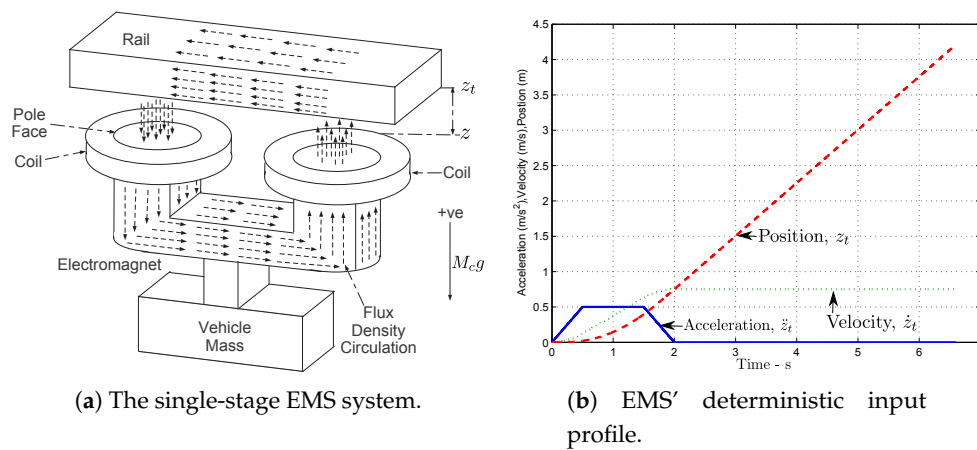 Rail
z_t
Pole
Face
z
Coil
Coil
+ve
Electromagnet
M_c g
Vehicle
Mass
Flux
Density
Circulation
(a) The single-stage EMS system.
Acceleration (m/s²),Velocity (m/s),Postion (m)
4.5
4
3.5
3
2.5
2
1.5
1
0.5
0
Position, z_t
Acceleration, z̈_t
Velocity, ż_t
0 1 2 3 4 5 6
Time - s
(b) EMS’ deterministic input
profile.